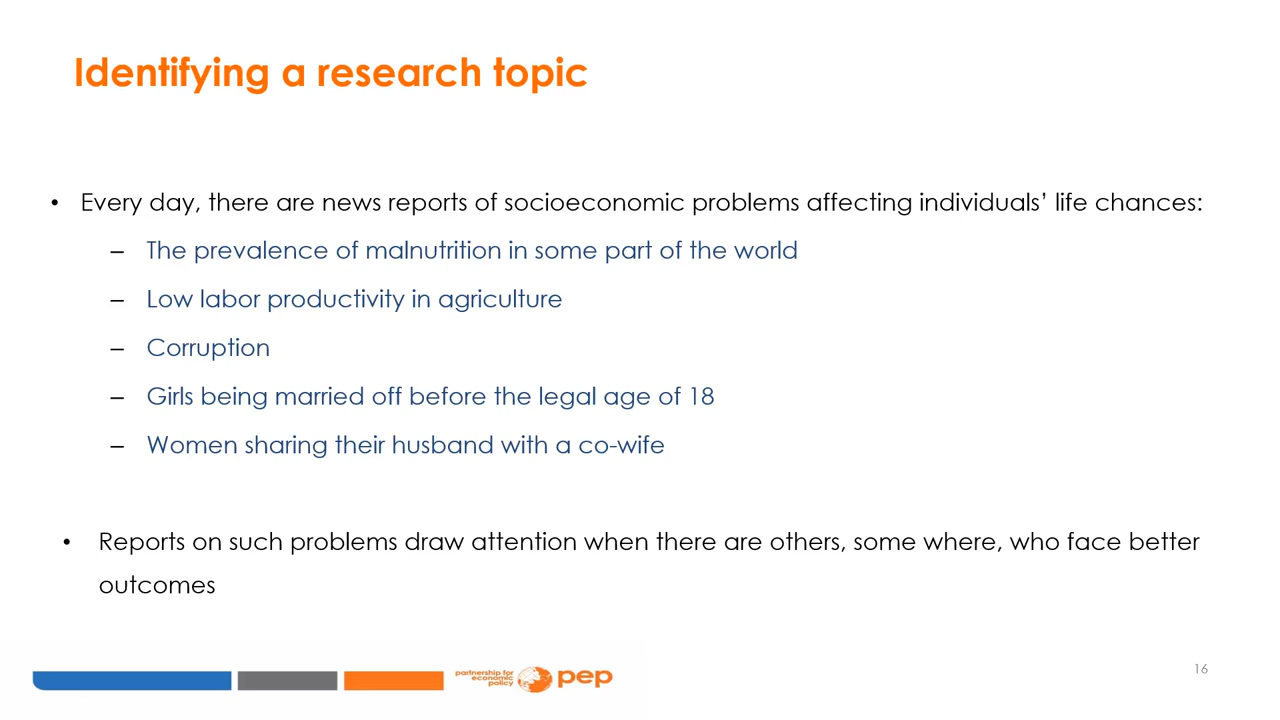 Identifying a research topic
• Every day, there are news reports of socioeconomic problems affecting individuals’ life chances:
– The prevalence of malnutrition in some part of the world
– Low labor productivity in agriculture
– Corruption
– Girls being married off before the legal age of 18
– Women sharing their husband with a co-wife
• Reports on such problems draw attention when there are others, some where, who face better
outcomes
partnership for
economic
policy
pep
16